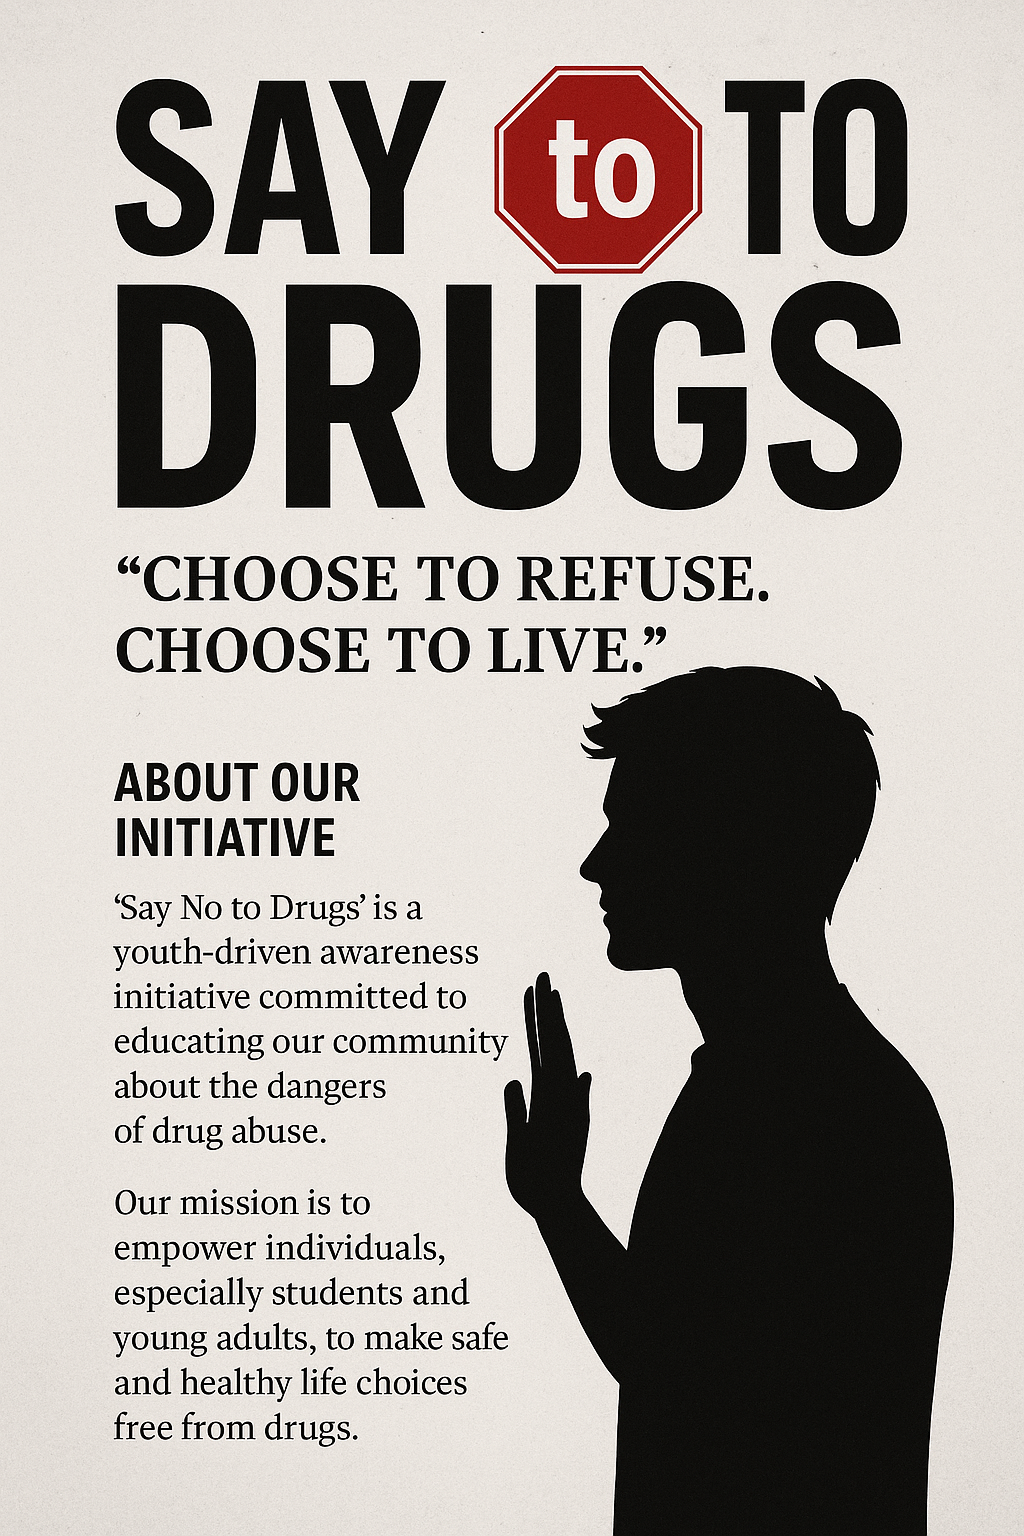 SAY to TO
DRUGS
“CHOOSE TO REFUSE.
CHOOSE TO LIVE.”
ABOUT OUR
INITIATIVE
‘Say No to Drugs’ is a
youth-driven awareness
initiative committed to
educating our community
about the dangers
of drug abuse.
Our mission is to
empower individuals,
especially students and
young adults, to make safe
and healthy life choices
free from drugs.